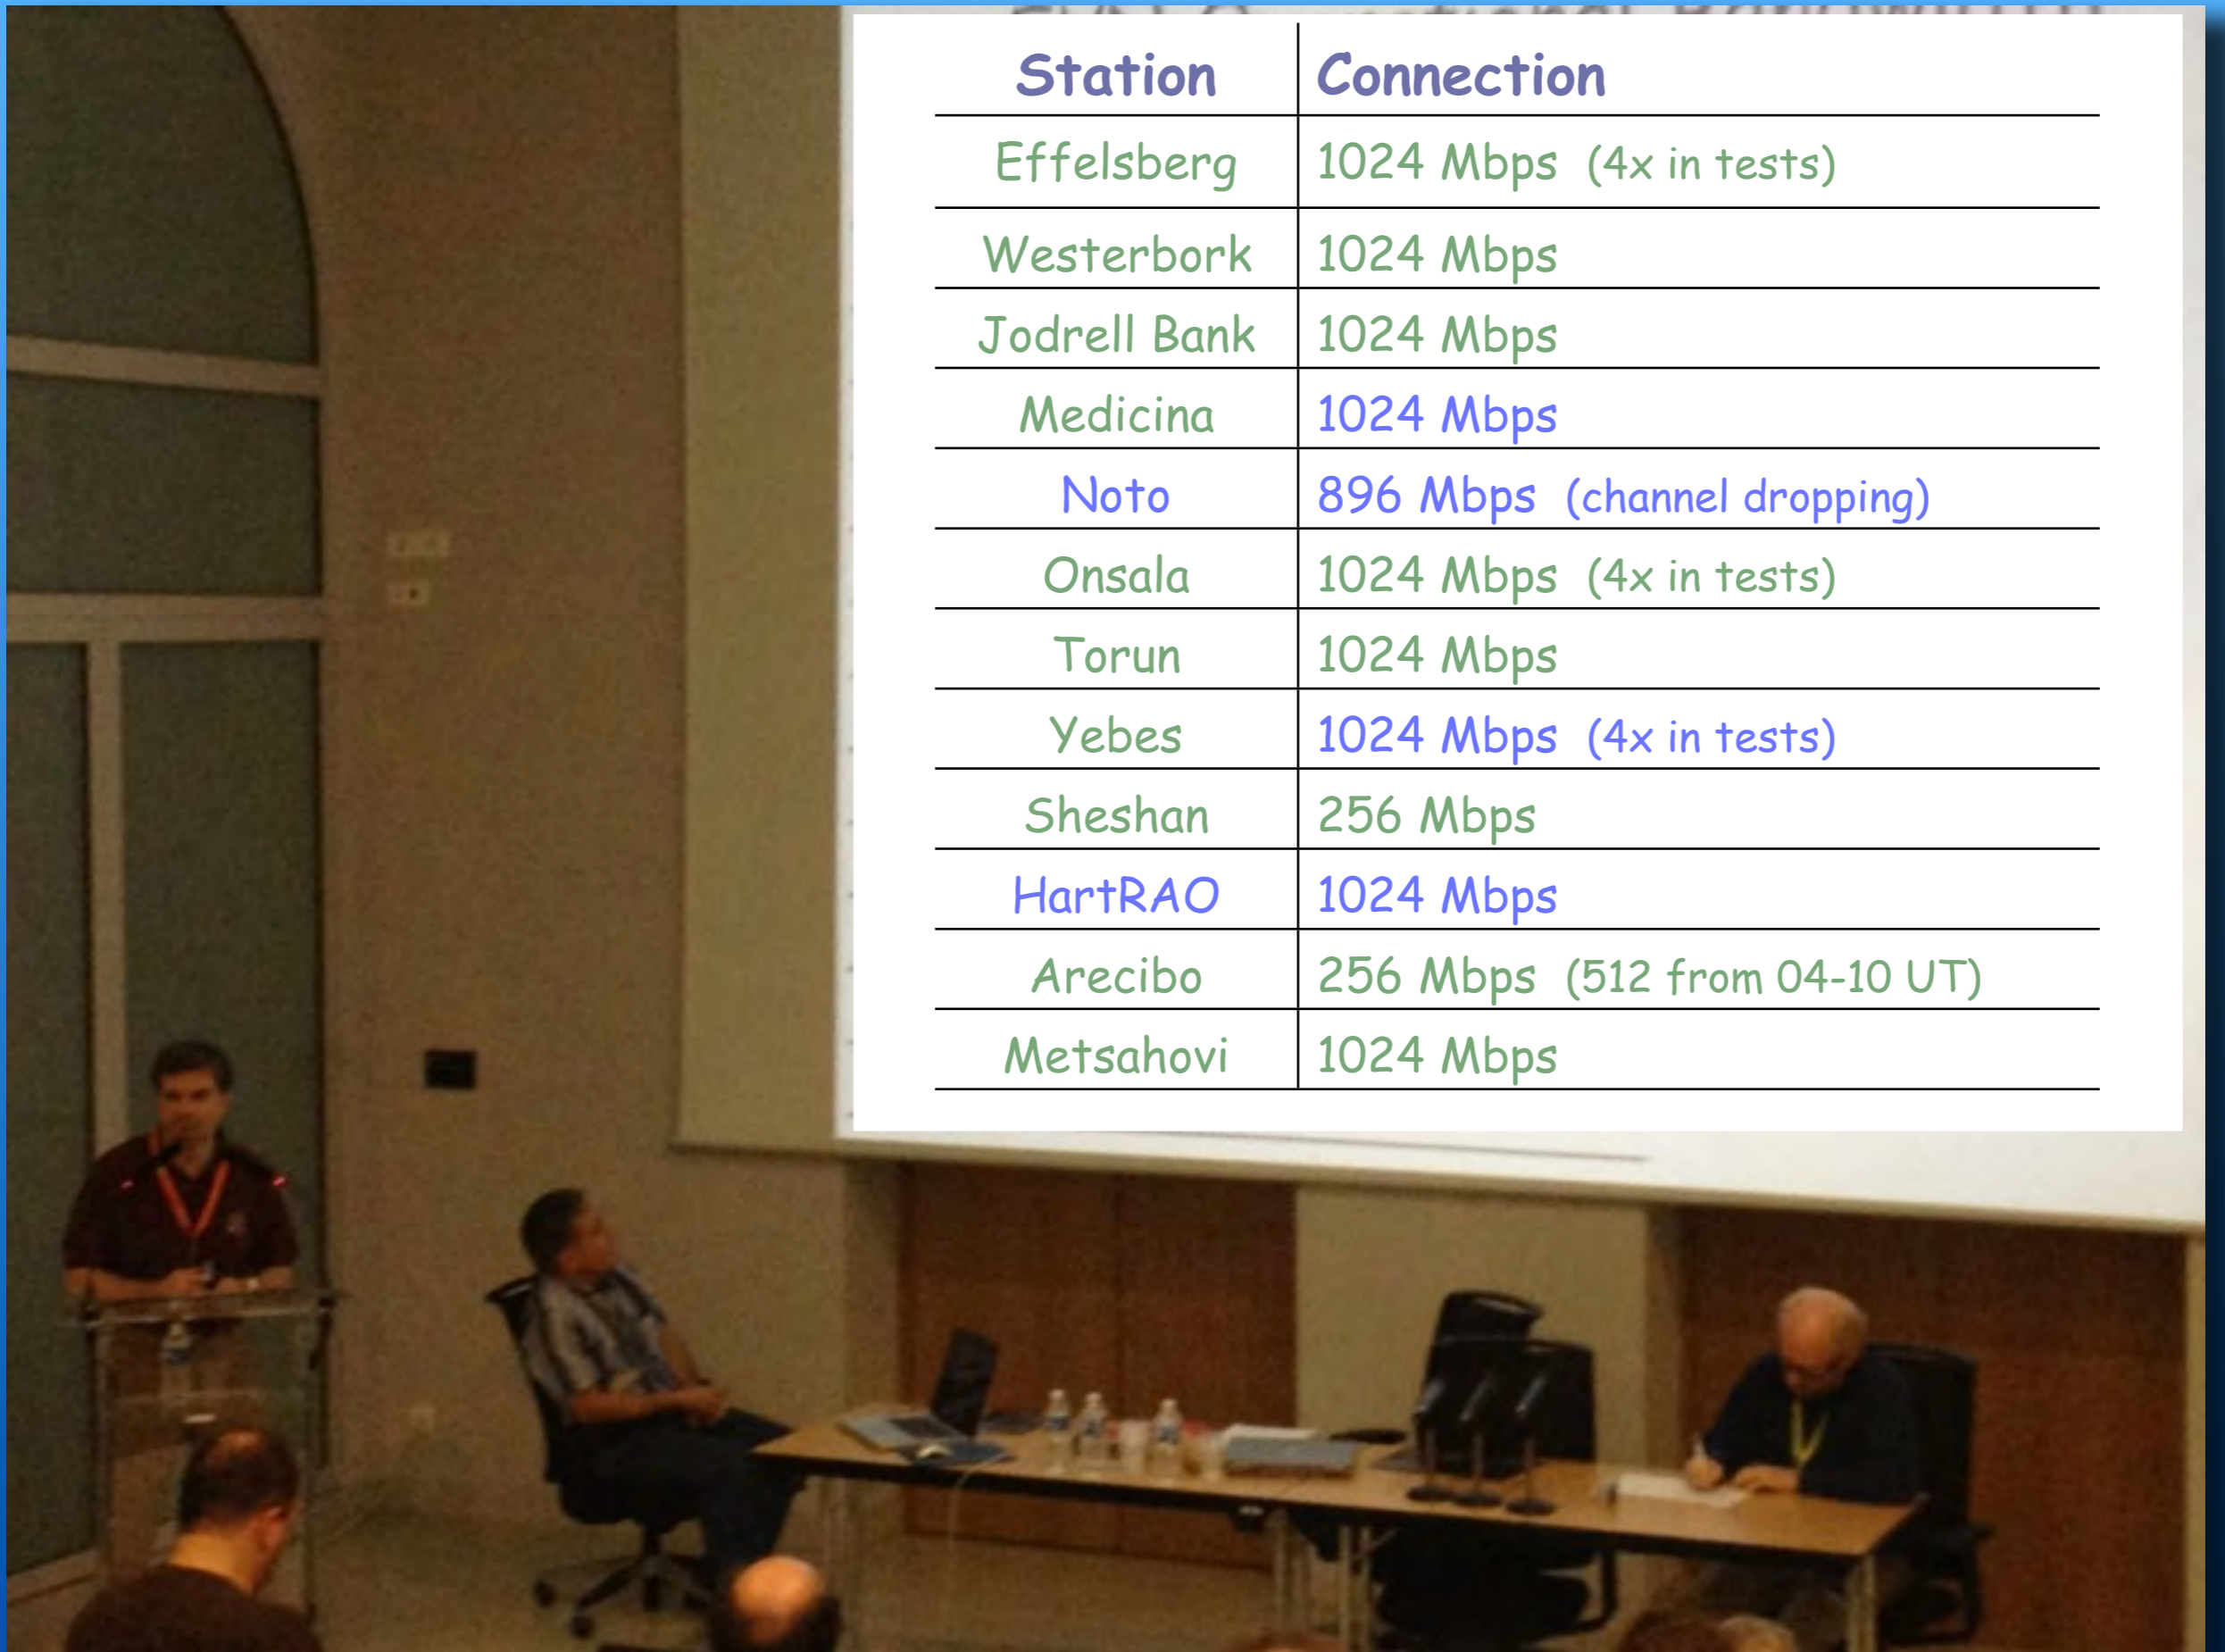 Station Connection
Effelsberg 1024 Mbps (4x in tests)
Westerbork 1024 Mbps
Jodrell Bank 1024 Mbps
Medicina 1024 Mbps
Noto 896 Mbps (channel dropping)
Onsala 1024 Mbps (4x in tests)
Torun 1024 Mbps
Yebes 1024 Mbps (4x in tests)
Sheshan 256 Mbps
HartRAO 1024 Mbps
Arecibo 256 Mbps (512 from 04-10 UT)
Metsahovi 1024 Mbps